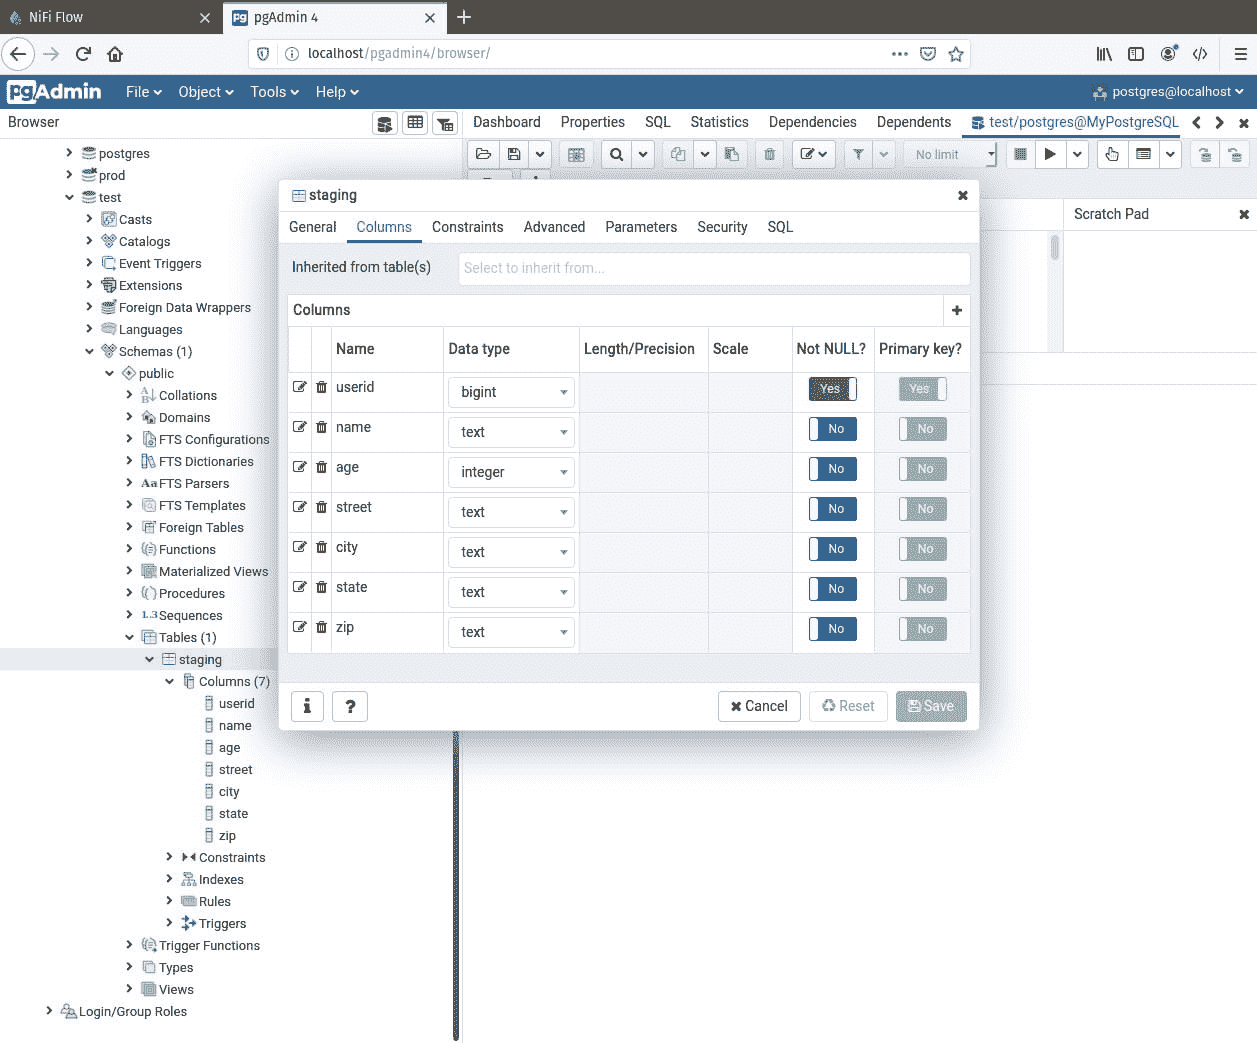 NiFi Flow
pgAdmin 4
localhost/pgadmin4/browser/
pgAdmin File Object Tools Help postgres@localhost
Browser
Dashboard Properties SQL Statistics Dependencies Dependents test/postgres@MyPostgreSQL
No limit
postgres
prod
test
Casts
Catalogs
Event Triggers
Extensions
Foreign Data Wrappers
Languages
Schemas (1)
public
Collations
Domains
FTS Configurations
FTS Dictionaries
FTS Parsers
FTS Templates
Foreign Tables
Functions
Materialized Views
Procedures
1.3 Sequences
Tables (1)
staging
Columns (7)
userid
name
age
street
city
state
zip
Constraints
Indexes
Rules
Triggers
Trigger Functions
Types
Views
Login/Group Roles
Scratch Pad
staging
General Columns Constraints Advanced Parameters Security SQL
Inherited from table(s) Select to inherit from...
Columns
Name Data type Length/Precision Scale Not NULL? Primary key?
userid bigint Yes Yes
name text No No
age integer No No
street text No No
city text No No
state text No No
zip text No No
i ? Cancel Reset Save